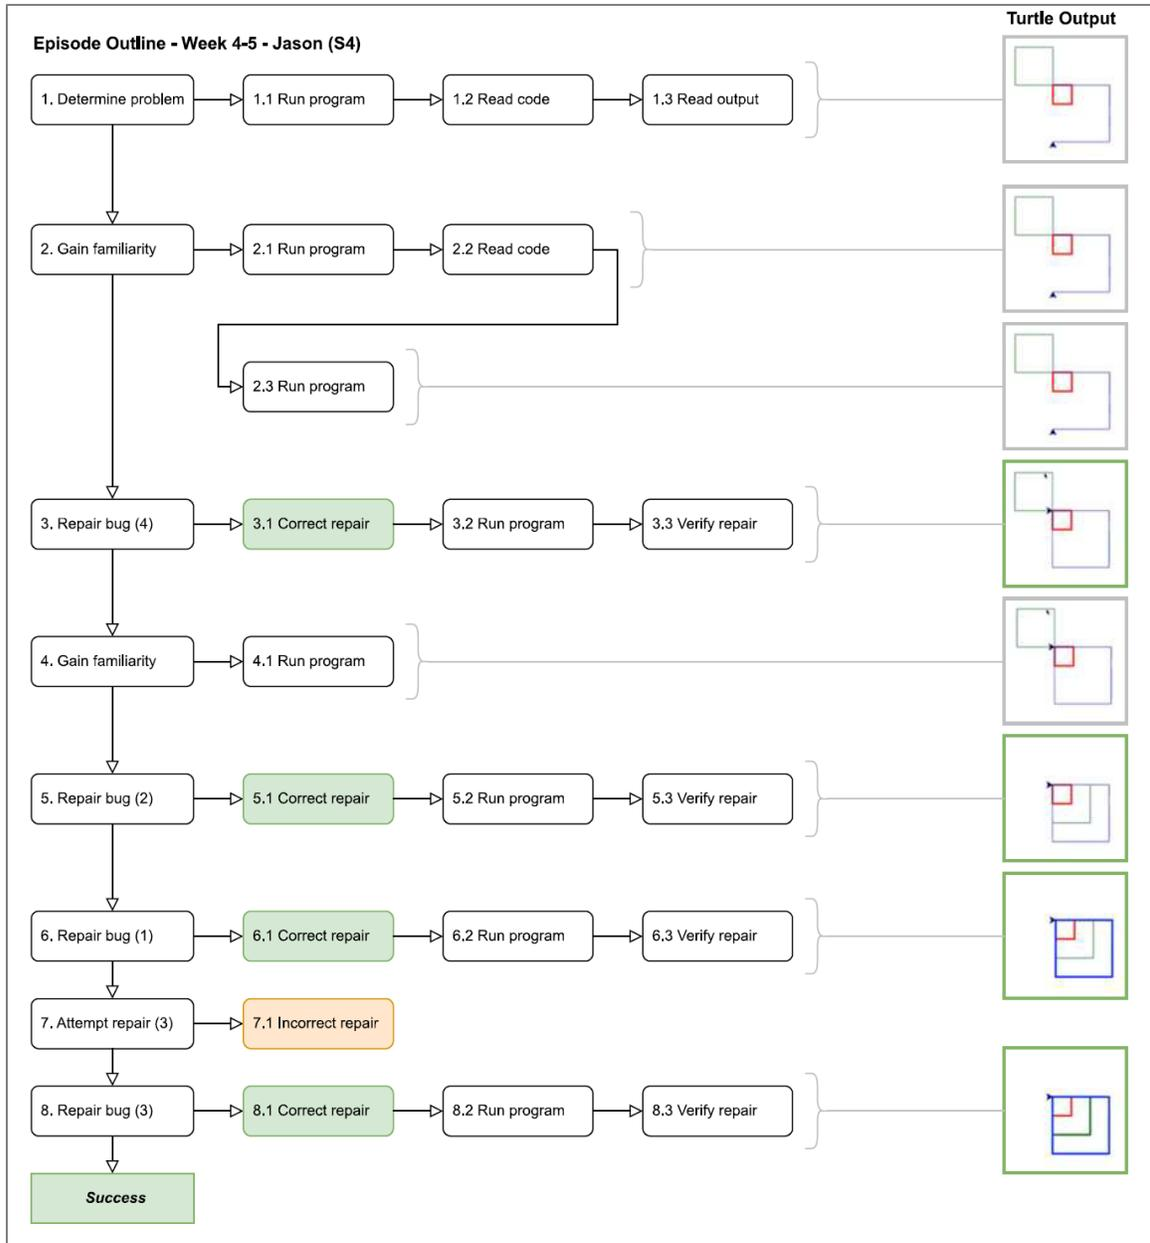 Turtle Output
Episode Outline - Week 4-5 - Jason (S4)
1. Determine problem
1.1 Run program
1.2 Read code
1.3 Read output
2. Gain familiarity
2.1 Run program
2.2 Read code
2.3 Run program
3. Repair bug (4)
3.1 Correct repair
3.2 Run program
3.3 Verify repair
4. Gain familiarity
4.1 Run program
5. Repair bug (2)
5.1 Correct repair
5.2 Run program
5.3 Verify repair
6. Repair bug (1)
6.1 Correct repair
6.2 Run program
6.3 Verify repair
7. Attempt repair (3)
7.1 Incorrect repair
8. Repair bug (3)
8.1 Correct repair
8.2 Run program
8.3 Verify repair
Success